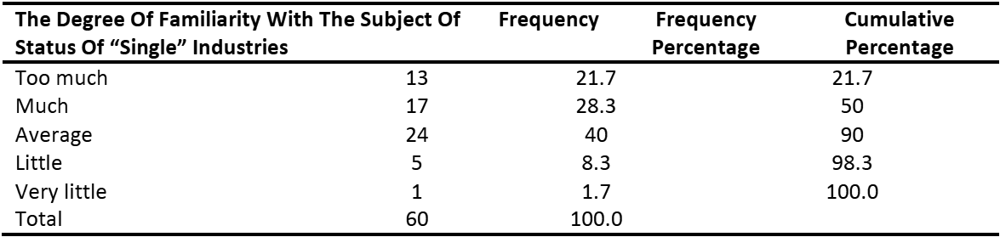 The Degree Of Familiarity With The Subject Of Status Of “Single” Industries Frequency Frequency Percentage Cumulative Percentage
Too much 13 21.7 21.7
Much 17 28.3 50
Average 24 40 90
Little 5 8.3 98.3
Very little 1 1.7 100.0
Total 60 100.0